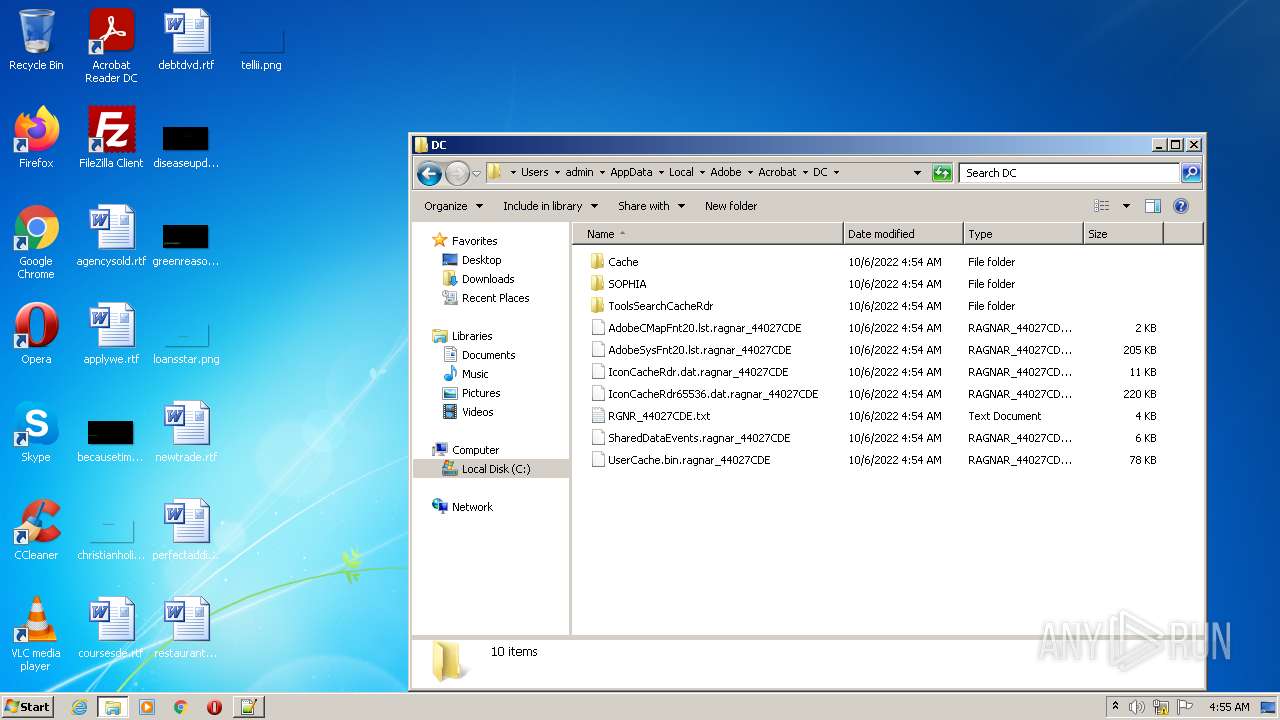 Recycle Bin
Acrobat
Reader DC
debtdvd.rtf
tellii.png
Firefox
FileZilla Client
diseaseupd...
Google
Chrome
agencysold.rtf
greenreaso...
Opera
applywe.rtf
loansstar.png
Skype
becausetim...
newtrade.rtf
CCleaner
christianholi...
perfectaddi...
VLC media
player
coursesde.rtf
restaurant...
DC
Users admin AppData Local Adobe Acrobat DC
Search DC
Organize Include in library Share with New folder
Favorites
Desktop
Downloads
Recent Places
Libraries
Documents
Music
Pictures
Videos
Computer
Local Disk (C:)
Network
Name Date modified Type Size
Cache 10/6/2022 4:54 AM File folder
SOPHIA 10/6/2022 4:54 AM File folder
ToolsSearchCacheRdr 10/6/2022 4:54 AM File folder
AdobeCMapFnt20.lst.ragnar_44027CDE 10/6/2022 4:54 AM RAGNAR_44027CD... KB
AdobeSysFnt20.lst.ragnar_44027CDE 10/6/2022 4:54 AM RAGNAR_44027CD... 205 KB
IconCacheRdr.dat.ragnar_44027CDE 10/6/2022 4:54 AM RAGNAR_44027CD... 11 KB
IconCacheRdr65536.dat.ragnar_44027CDE 10/6/2022 4:54 AM RAGNAR_44027CD... 220 KB
RGNR_44027CDE.txt 10/6/2022 4:54 AM Text Document 4 KB
SharedDataEvents.ragnar_44027CDE 10/6/2022 4:54 AM RAGNAR_44027CD... KB
UserCache.bin.ragnar_44027CDE 10/6/2022 4:54 AM RAGNAR_44027CD... 78 KB
10 items
ANY RUN
Start
4:55 AM